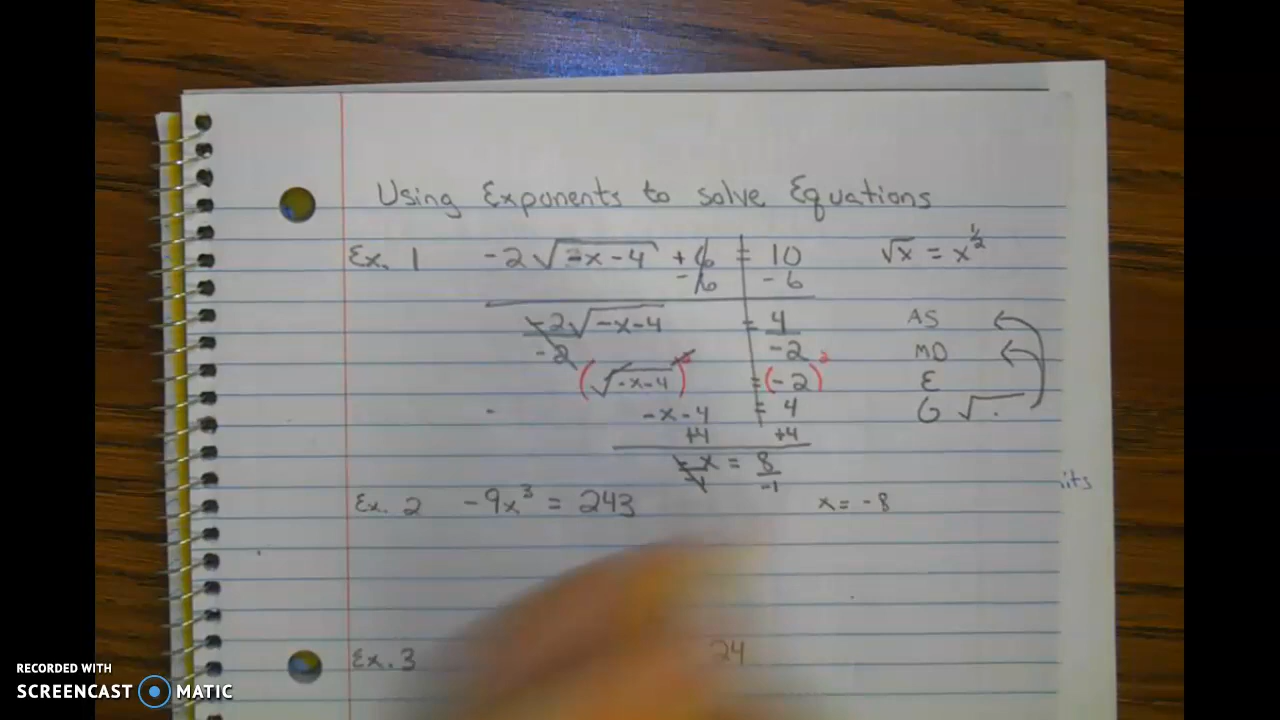 Using Exponents to solve Equations
Ex. 1 -2√(-x-4) + 6 = 10 √x = x^(1/2)
-6 -6
-2√(-x-4) = 4 AS
-2 -2 MD
(√(-x-4))² = (-2)² E
-x-4 = 4 G √
+4 +4
-x = 8
-1 -1
Ex. 2 -9x³ = 243 x = -8
Ex. 3 24
RECORDED WITH
SCREENCAST MATIC